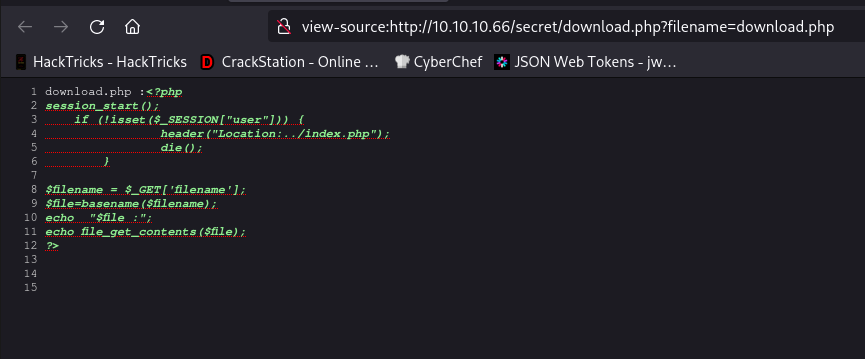 view-source:http://10.10.10.66/secret/download.php?filename=download.php
HackTricks - HackTricks CrackStation - Online ... CyberChef JSON Web Tokens - jw...
1 download.php :<?php
2 session_start();
3 if (!isset($_SESSION["user"])) {
4 header("Location:../index.php");
5 die();
6 }
7
8 $filename = $_GET['filename'];
9 $file=basename($filename);
10 echo "$file :";
11 echo file_get_contents($file);
12 ?>
13
14
15